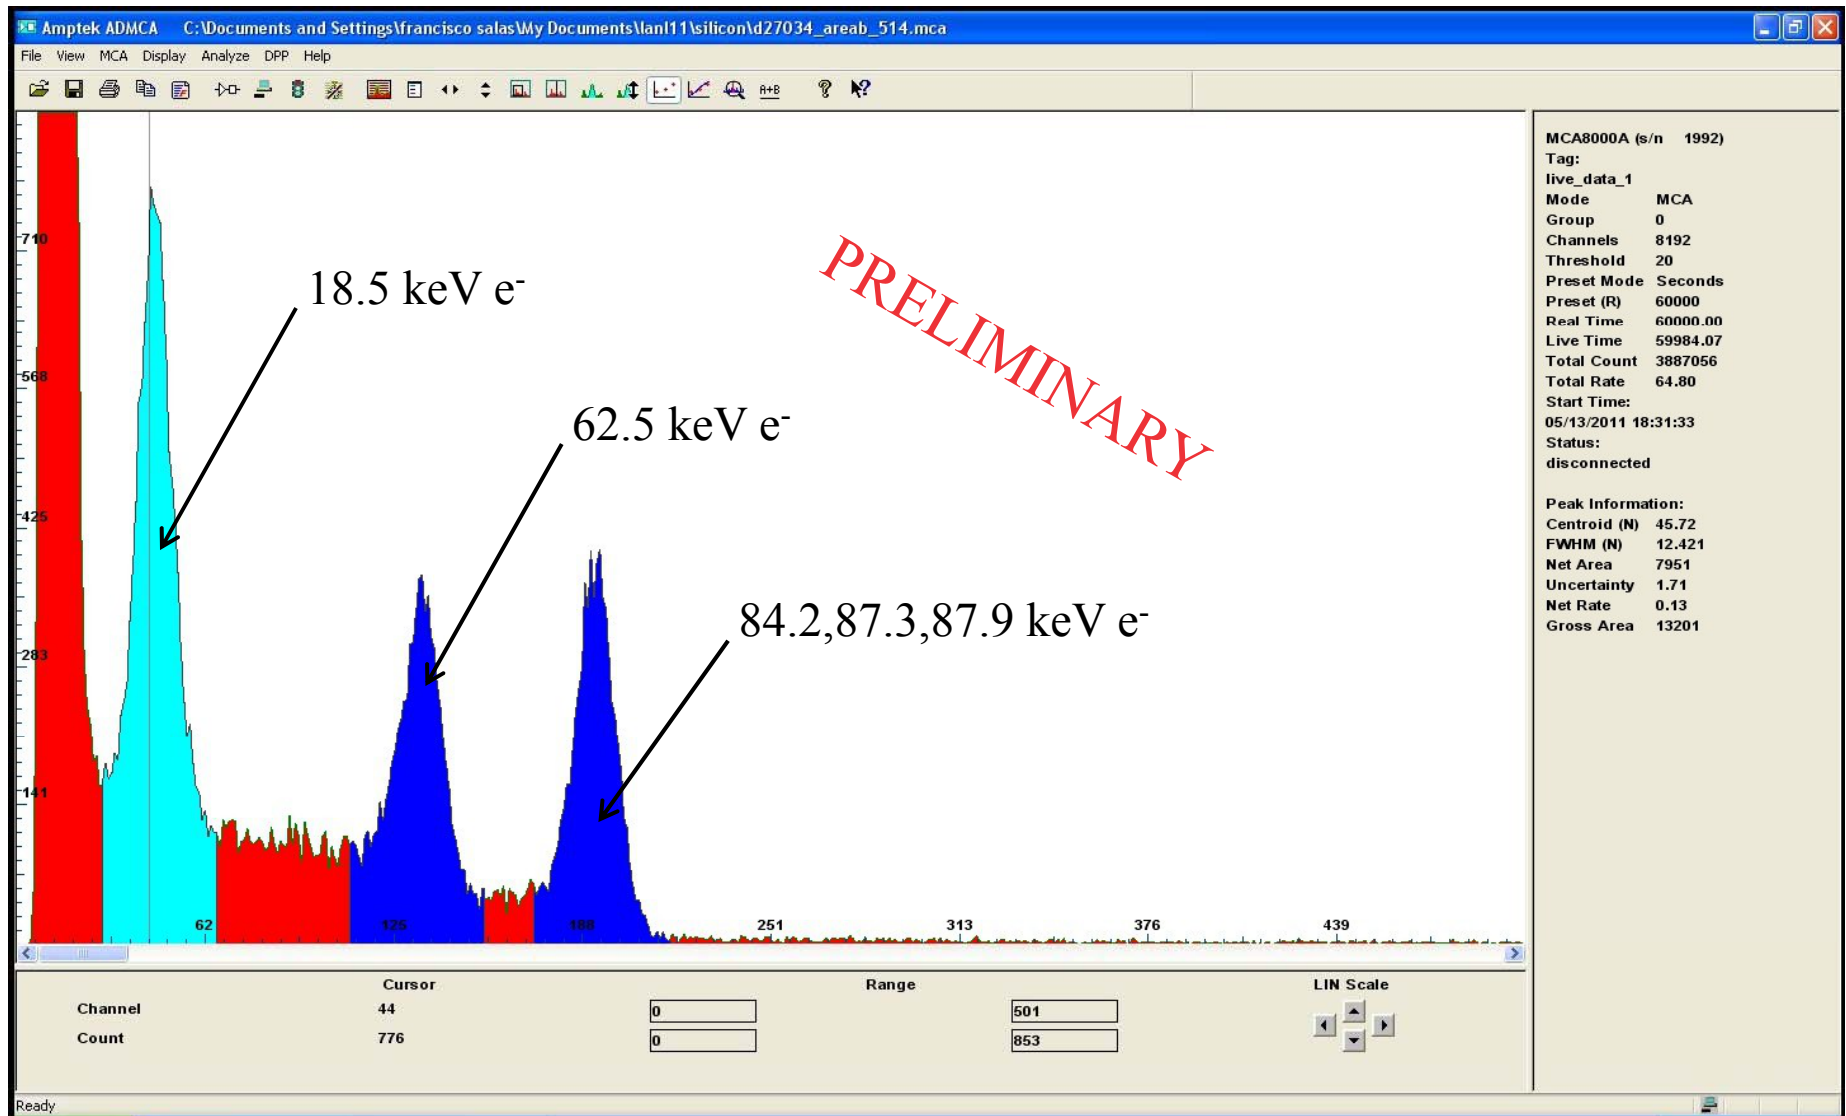 Amptek ADMCA C:\Documents and Settings\francisco salas\My Documents\lanl11\silicon\d27034_areab_514.mca
File View MCA Display Analyze DPP Help
A+B
710
568
425
283
141
62 125 188 251 313 376 439
18.5 keV e-
62.5 keV e-
84.2,87.3,87.9 keV e-
PRELIMINARY
MCA8000A (s/n 1992)
Tag:
live_data_1
Mode MCA
Group 0
Channels 8192
Threshold 20
Preset Mode Seconds
Preset (R) 60000
Real Time 60000.00
Live Time 59984.07
Total Count 3887056
Total Rate 64.80
Start Time:
05/13/2011 18:31:33
Status:
disconnected
Peak Information:
Centroid (N) 45.72
FWHM (N) 12.421
Net Area 7951
Uncertainty 1.71
Net Rate 0.13
Gross Area 13201
Cursor Range LIN Scale
Channel 44 0 501
Count 776 0 853
Ready